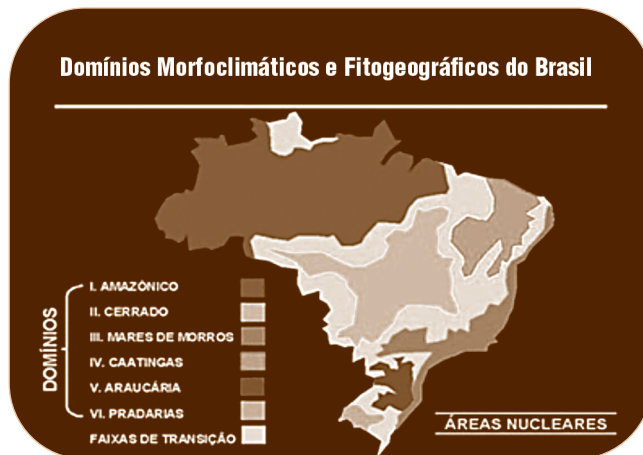 Domínios Morfoclimáticos e Fitogeográficos do Brasil
DOMÍNIOS
I. AMAZÔNICO
II. CERRADO
III. MARES DE MORROS
IV. CAATINGAS
V. ARAUCÁRIA
VI. PRADARIAS
FAIXAS DE TRANSIÇÃO
ÁREAS NUCLEARES